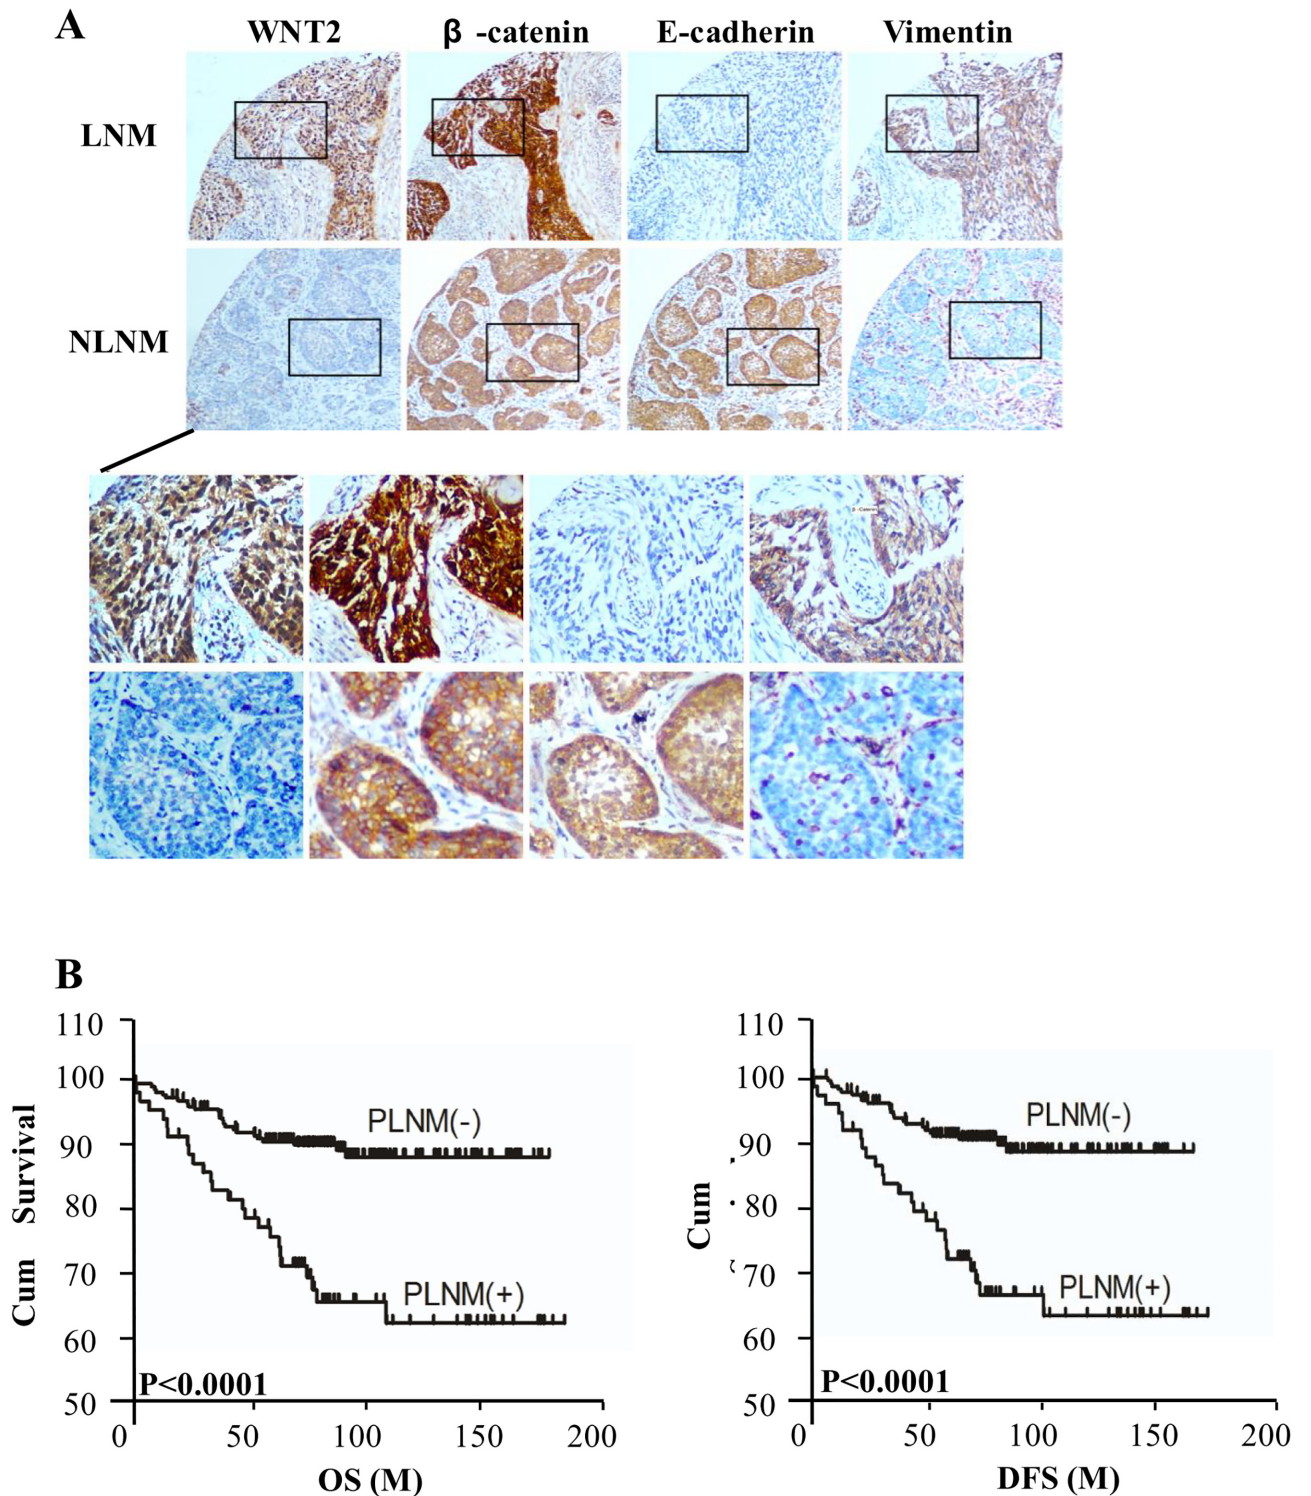 A
WNT2 β -catenin E-cadherin Vimentin
LNM
NLNM
β -Catenin
B
110
100
90
80
70
60
50
Cum Survival
PLNM(-)
PLNM(+)
P<0.0001
0 50 100 150 200
OS (M)
110
100
90
80
70
60
50
Cum
PLNM(-)
PLNM(+)
P<0.0001
0 50 100 150 200
DFS (M)